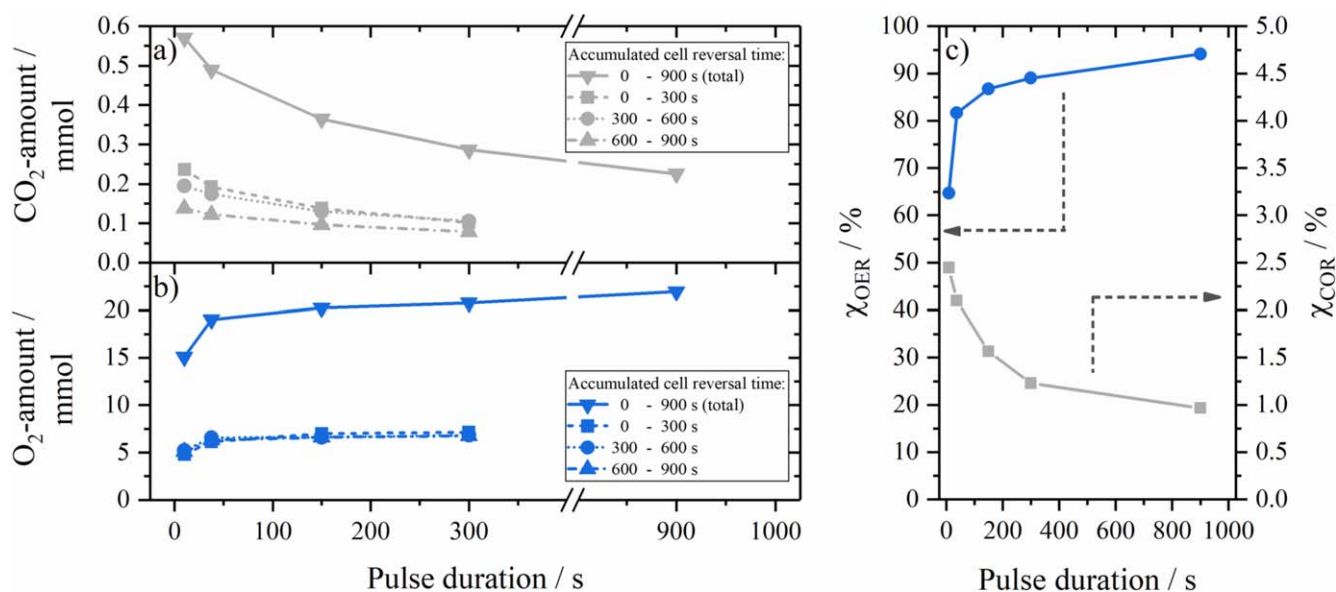 a)
CO₂-amount /
mmol
0.6
0.5
0.4
0.3
0.2
0.1
0.0
Accumulated cell reversal time:
0 - 900 s (total)
0 - 300 s
300 - 600 s
600 - 900 s
b)
O₂-amount /
mmol
20
15
10
5
0
Accumulated cell reversal time:
0 - 900 s (total)
0 - 300 s
300 - 600 s
600 - 900 s
0 100 200 300 900 1000
Pulse duration / s
c)
χOER / %
100
90
80
70
60
50
40
30
20
10
0
χCOR / %
5.0
4.5
4.0
3.5
3.0
2.5
2.0
1.5
1.0
0.5
0.0
0 200 400 600 800 1000
Pulse duration / s